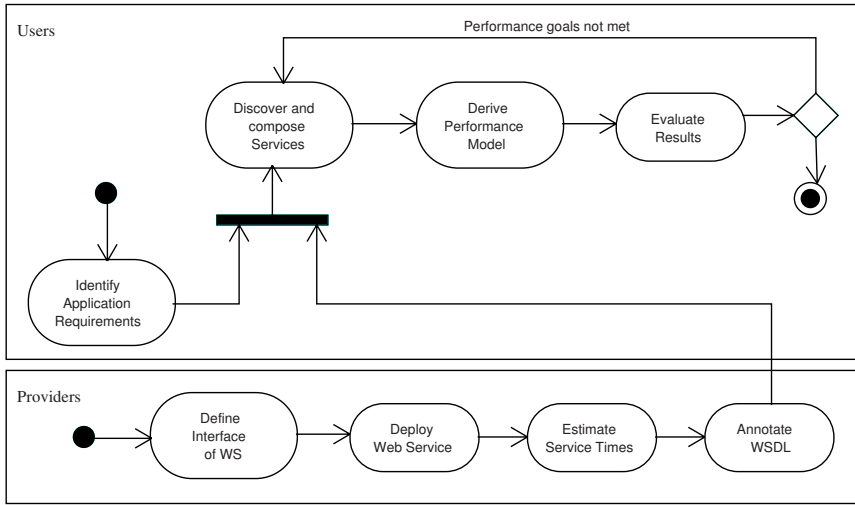 Users
Performance goals not met
Discover and
compose
Services
Derive
Performance
Model
Evaluate
Results
Identify
Application
Requirements
Providers
Define
Interface
of WS
Deploy
Web Service
Estimate
Service Times
Annotate
WSDL